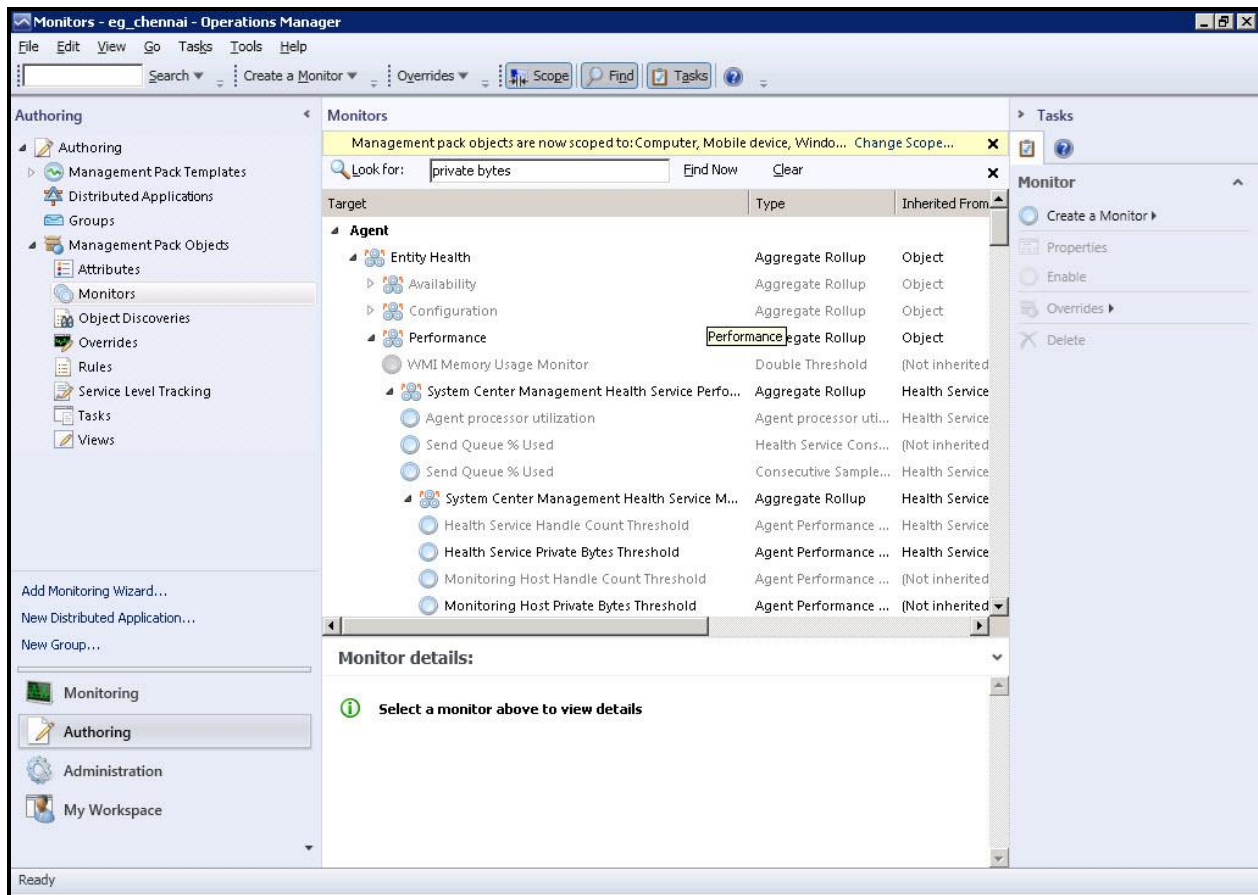 Monitors - eg_chennai - Operations Manager
File Edit View Go Tasks Tools Help
Search Create a Monitor Overrides Scope Find Tasks
Authoring
Authoring
Management Pack Templates
Distributed Applications
Groups
Management Pack Objects
Attributes
Monitors
Object Discoveries
Overrides
Rules
Service Level Tracking
Tasks
Views
Add Monitoring Wizard...
New Distributed Application...
New Group...
Monitoring
Authoring
Administration
My Workspace
Monitors
Management pack objects are now scoped to: Computer, Mobile device, Windo... Change Scope...
Look for: private bytes Find Now Clear
Target Type Inherited From
Agent
Entity Health Aggregate Rollup Object
Availability Aggregate Rollup Object
Configuration Aggregate Rollup Object
Performance Performance egate Rollup Object
WMI Memory Usage Monitor Double Threshold (Not inherited
System Center Management Health Service Perfo... Aggregate Rollup Health Service
Agent processor utilization Agent processor uti... Health Service
Send Queue % Used Health Service Cons... (Not inherited
Send Queue % Used Consecutive Sample... Health Service
System Center Management Health Service M... Aggregate Rollup Health Service
Health Service Handle Count Threshold Agent Performance ... Health Service
Health Service Private Bytes Threshold Agent Performance ... Health Service
Monitoring Host Handle Count Threshold Agent Performance ... (Not inherited
Monitoring Host Private Bytes Threshold Agent Performance ... (Not inherited
Monitor details:
Select a monitor above to view details
Tasks
Monitor
Create a Monitor
Properties
Enable
Overrides
Delete
Ready